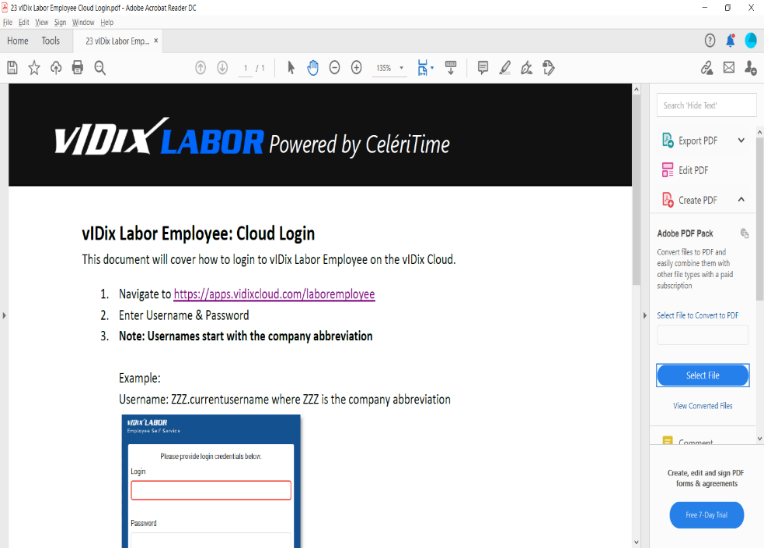 23 vIDix Labor Employee Cloud Login.pdf - Adobe Acrobat Reader DC
File Edit View Sign Window Help
Home Tools 23 vIDix Labor Emp... ×
1 / 1 135%
vIDix LABOR Powered by CelériTime
vIDix Labor Employee: Cloud Login
This document will cover how to login to vIDix Labor Employee on the vIDix Cloud.
1. Navigate to https://apps.vidixcloud.com/laboremployee
2. Enter Username & Password
3. Note: Usernames start with the company abbreviation
Example:
Username: ZZZ.currentusername where ZZZ is the company abbreviation
vIDix LABOR
Employee Self Service
Please provide login credentials below:
Login
Password
Search 'Hide Text'
Export PDF
Edit PDF
Create PDF
Adobe PDF Pack
Convert files to PDF and
easily combine them with
other file types with a paid
subscription
Select File to Convert to PDF
Select File
View Converted Files
Comment
Create, edit and sign PDF
forms & agreements
Free 7-Day Trial